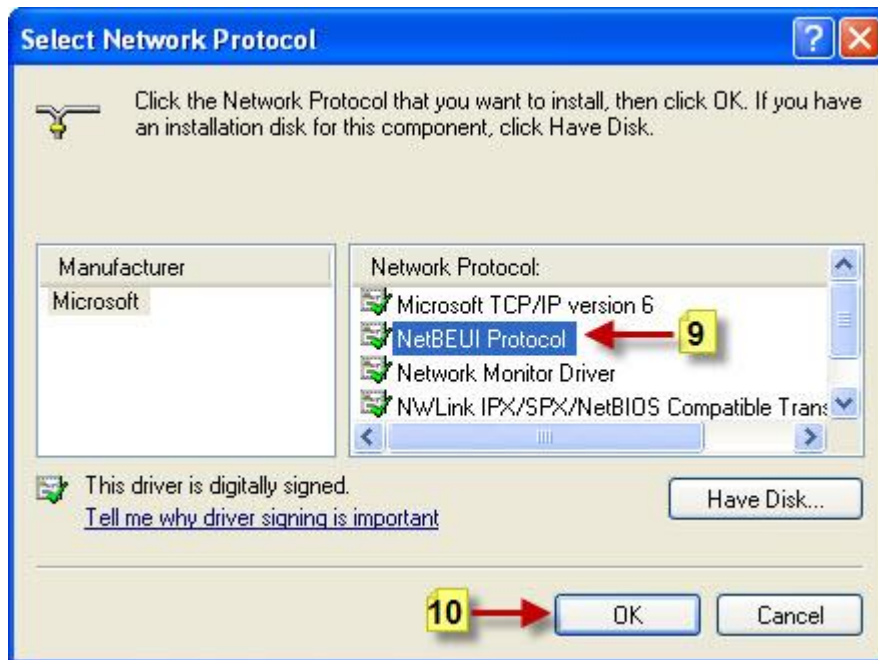 Select Network Protocol
Click the Network Protocol that you want to install, then click OK. If you have
an installation disk for this component, click Have Disk.
Manufacturer
Microsoft
Network Protocol:
Microsoft TCP/IP version 6
NetBEUI Protocol
9
Network Monitor Driver
NWLink IPX/SPX/NetBIOS Compatible Trans
This driver is digitally signed.
Tell me why driver signing is important
Have Disk...
10
OK
Cancel